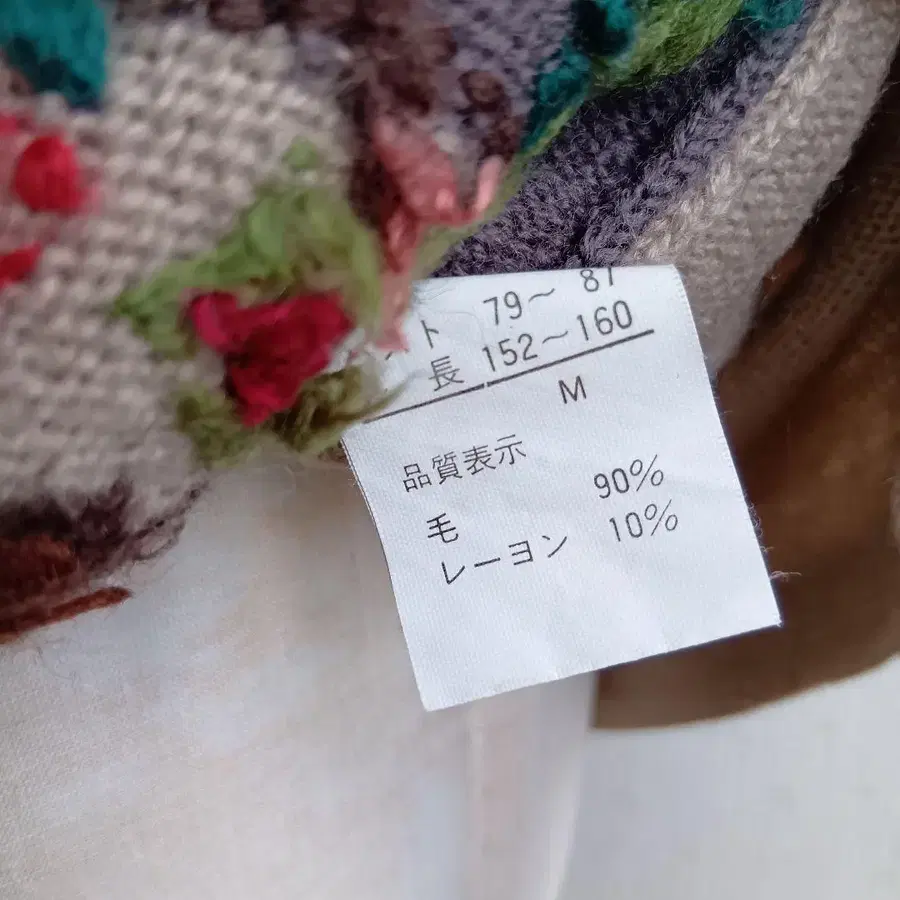 ト 79～ 87
長 152～160
M
品質表示
毛 90%
レーヨン 10%